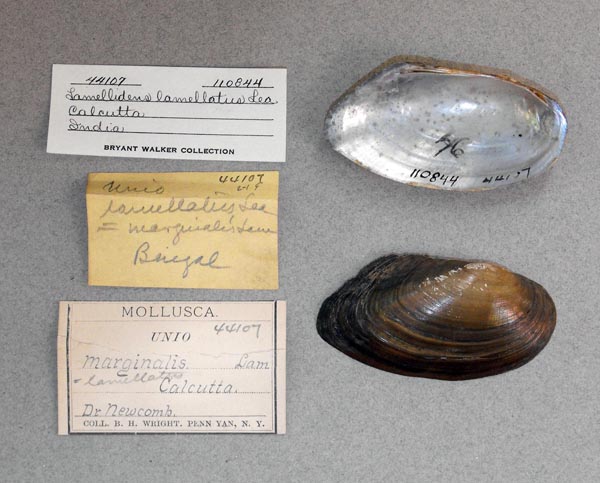 44107 110844
Lamellidens lamellatus Lea.
Calcutta
India
BRYANT WALKER COLLECTION
44107
Unio
lamellatus Lea
= marginalis Lam
Bengal
MOLLUSCA.
44107
UNIO
marginalis. Lam
= lamellatus
Calcutta.
Dr Newcomb.
COLL. B. H. WRIGHT. PENN YAN, N. Y.
110844 44107